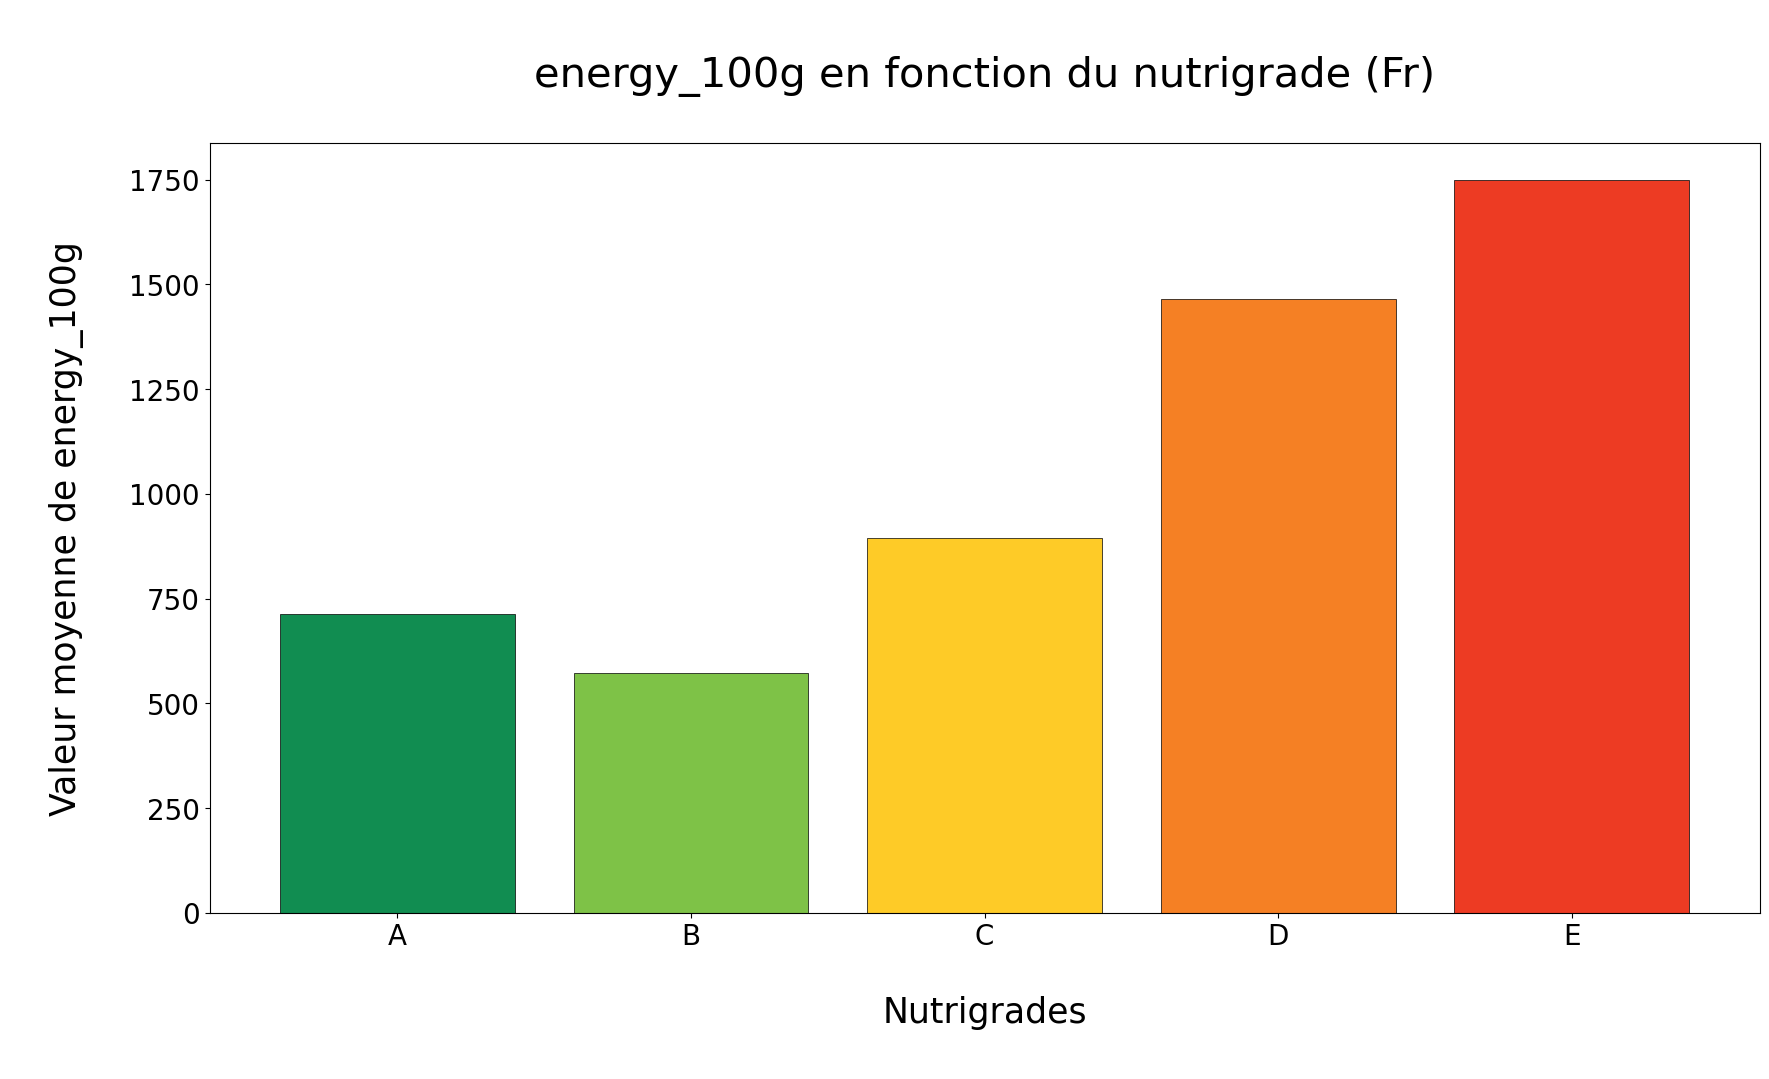 energy_100g en fonction du nutrigrade (Fr)
Valeur moyenne de energy_100g
1750
1500
1250
1000
750
500
250
0
A B C D E
Nutrigrades